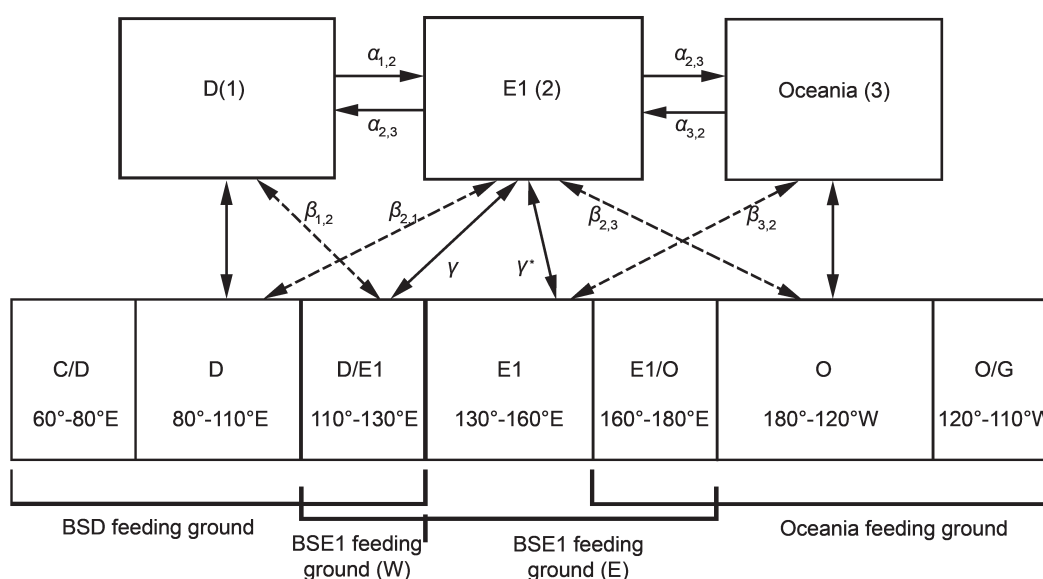 α1,2
α2,3
D(1)
E1 (2)
Oceania (3)
α2,3
α3,2
β1,2
β2,1
β2,3
β3,2
γ
γ*
C/D
D
D/E1
E1
E1/O
O
O/G
60°-80°E
80°-110°E
110°-130°E
130°-160°E
160°-180°E
180°-120°W
120°-110°W
BSD feeding ground
BSE1 feeding
ground (W)
BSE1 feeding
ground (E)
Oceania feeding ground